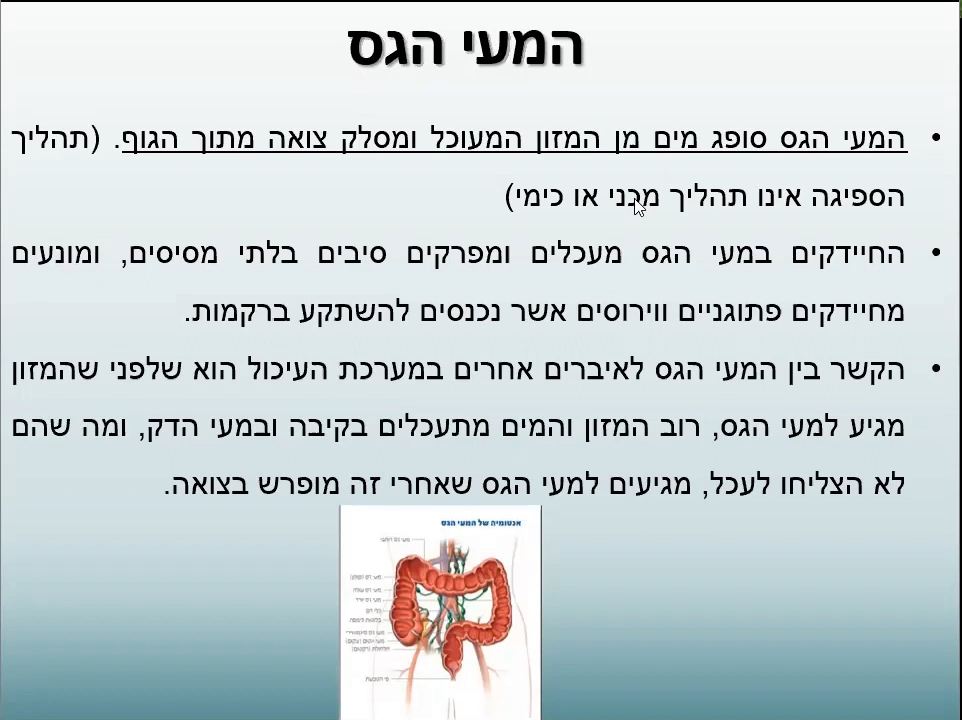 המעי הגס
• המעי הגס סופג מים מן המזון המעוכל ומסלק צואה מתוך הגוף. (תהליך
הספיגה אינו תהליך מכני או כימי)
• החיידקים במעי הגס מעכלים ומפרקים סיבים בלתי מסיסים, ומונעים
מחיידקים פתוגניים ווירוסים אשר נכנסים להשתקע ברקמות.
• הקשר בין המעי הגס לאיברים אחרים במערכת העיכול הוא שלפני שהמזון
מגיע למעי הגס, רוב המזון והמים מתעכלים בקיבה ובמעי הדק, ומה שהם
לא הצליחו לעכל, מגיעים למעי הגס שאחרי זה מופרש בצואה.
אנטומיה של המעי הגס